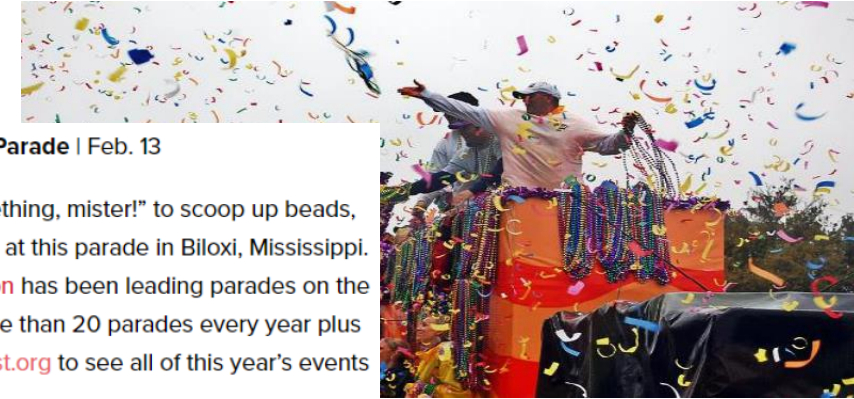 Parade | Feb. 13
thing, mister!” to scoop up beads,
at this parade in Biloxi, Mississippi.
has been leading parades on the
than 20 parades every year plus
st.org to see all of this year’s events